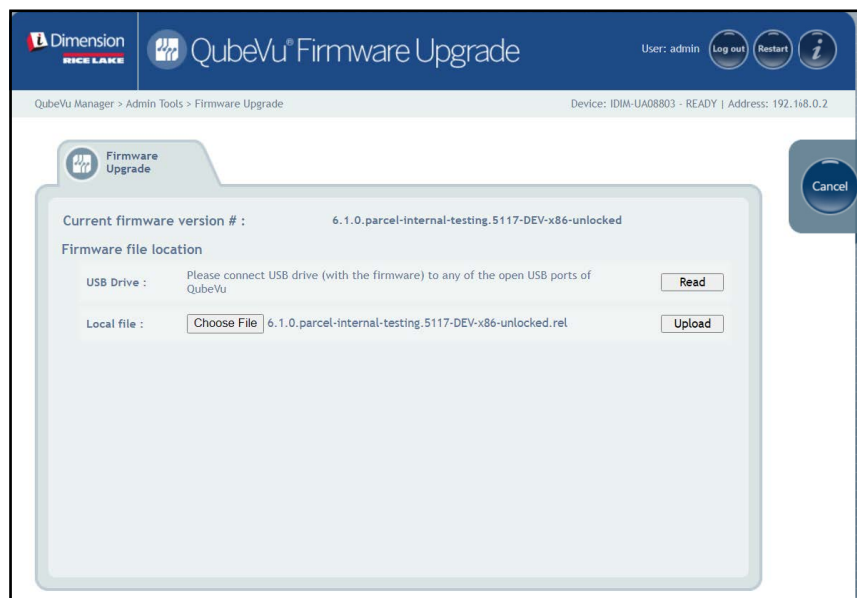 iDimension
RICE LAKE
QubeVu® Firmware Upgrade
User: admin
Log out
Restart
i
QubeVu Manager > Admin Tools > Firmware Upgrade
Device: IDIM-UA08803 - READY | Address: 192.168.0.2
Firmware
Upgrade
Cancel
Current firmware version # : 6.1.0.parcel-internal-testing.5117-DEV-x86-unlocked
Firmware file location
USB Drive : Please connect USB drive (with the firmware) to any of the open USB ports of
QubeVu
Read
Local file : Choose File 6.1.0.parcel-internal-testing.5117-DEV-x86-unlocked.rel Upload